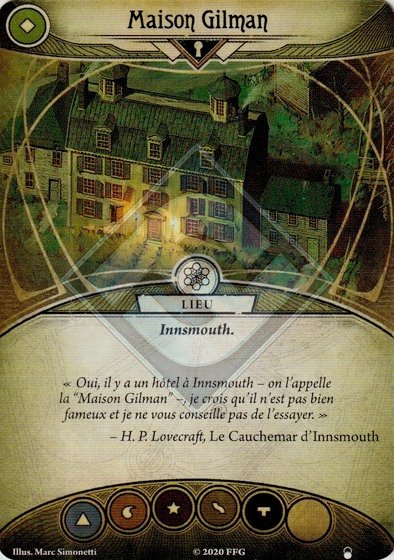 Maison Gilman
LIEU
Innsmouth.
« Oui, il y a un hôtel à Innsmouth – on l'appelle
la "Maison Gilman" –, je crois qu'il n'est pas bien
fameux et je ne vous conseille pas de l'essayer. »
– H. P. Lovecraft, Le Cauchemar d'Innsmouth
Illus. Marc Simonetti
© 2020 FFG